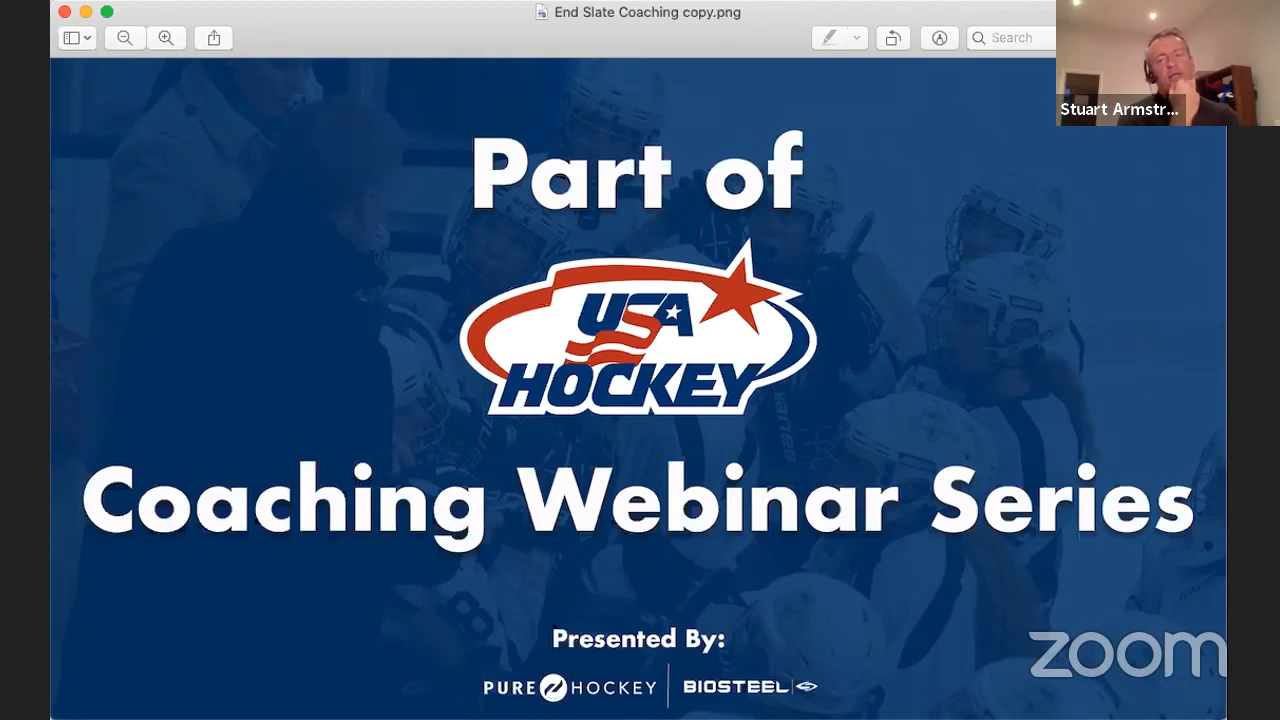 End Slate Coaching copy.png
Search
Stuart Armstr...
Part of
USA
HOCKEY
Coaching Webinar Series
Presented By:
PURE HOCKEY BIOSTEEL
zoom